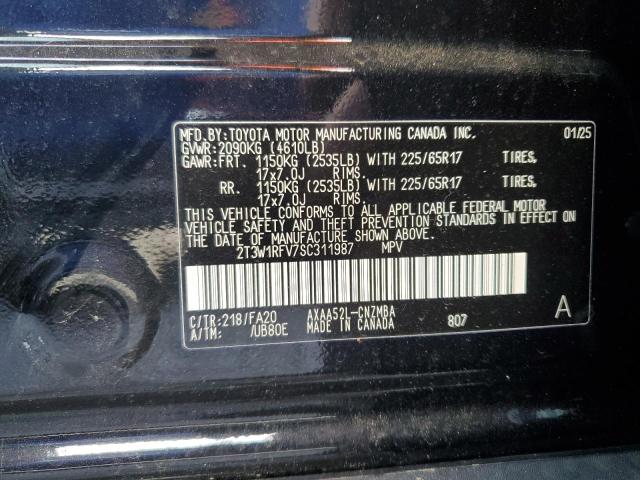 MFD.BY:TOYOTA MOTOR MANUFACTURING CANADA INC. 01/25
GVWR:2090KG (4610LB)
GAWR:FRT. 1150KG (2535LB) WITH 225/65R17 TIRES,
17x7.0J RIMS.
RR. 1150KG (2535LB) WITH 225/65R17 TIRES,
17x7.0J RIMS.
THIS VEHICLE CONFORMS TO ALL APPLICABLE FEDERAL MOTOR
VEHICLE SAFETY AND THEFT PREVENTION STANDARDS IN EFFECT ON
THE DATE OF MANUFACTURE SHOWN ABOVE.
2T3W1RFV7SC311987 MPV
C/TR:218/FA20 AXAA52L-CNZMBA
A/TM: /UB80E MADE IN CANADA 807 A